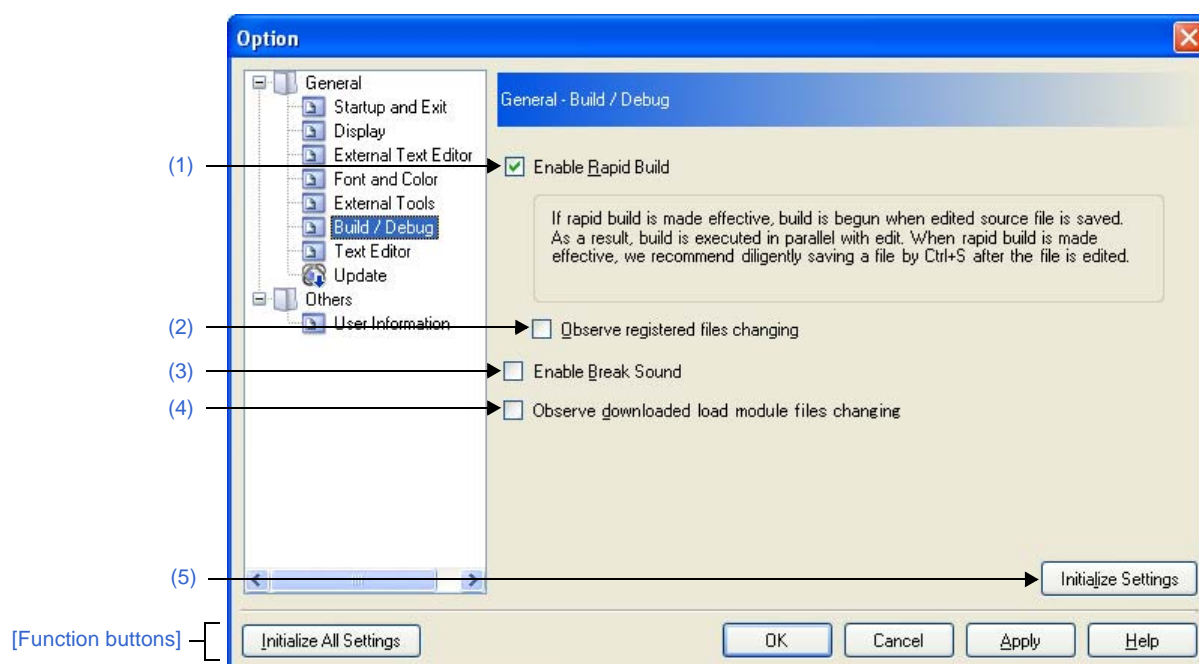 Option
General
Startup and Exit
Display
External Text Editor
Font and Color
External Tools
Build / Debug
Text Editor
Update
Others
User Information
General - Build / Debug
(1)
Enable Rapid Build
If rapid build is made effective, build is begun when edited source file is saved.
As a result, build is executed in parallel with edit. When rapid build is made
effective, we recommend diligently saving a file by Ctrl+S after the file is edited.
(2)
Observe registered files changing
(3)
Enable Break Sound
(4)
Observe downloaded load module files changing
(5)
Initialize Settings
[Function buttons]
Initialize All Settings
OK
Cancel
Apply
Help